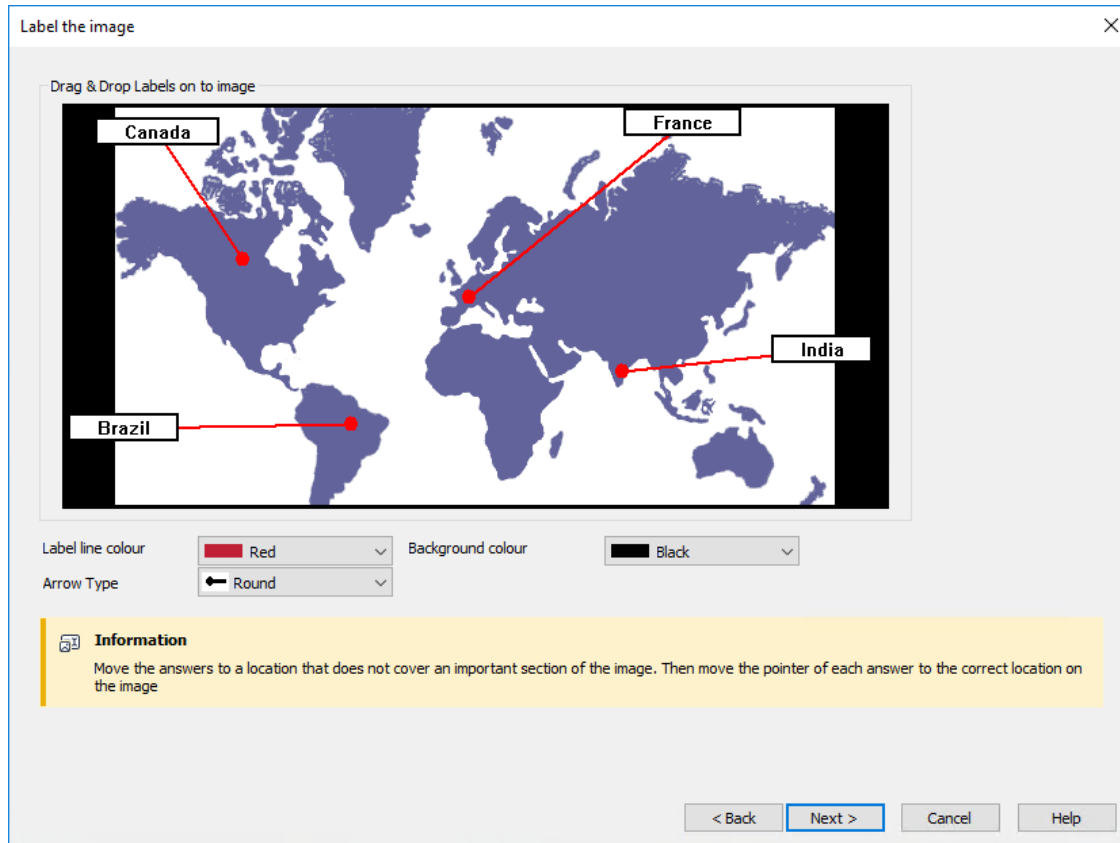 Label the image
Drag & Drop Labels on to image
Canada
France
India
Brazil
Label line colour
Red
Background colour
Black
Arrow Type
Round
Information
Move the answers to a location that does not cover an important section of the image. Then move the pointer of each answer to the correct location on
the image
< Back
Next >
Cancel
Help